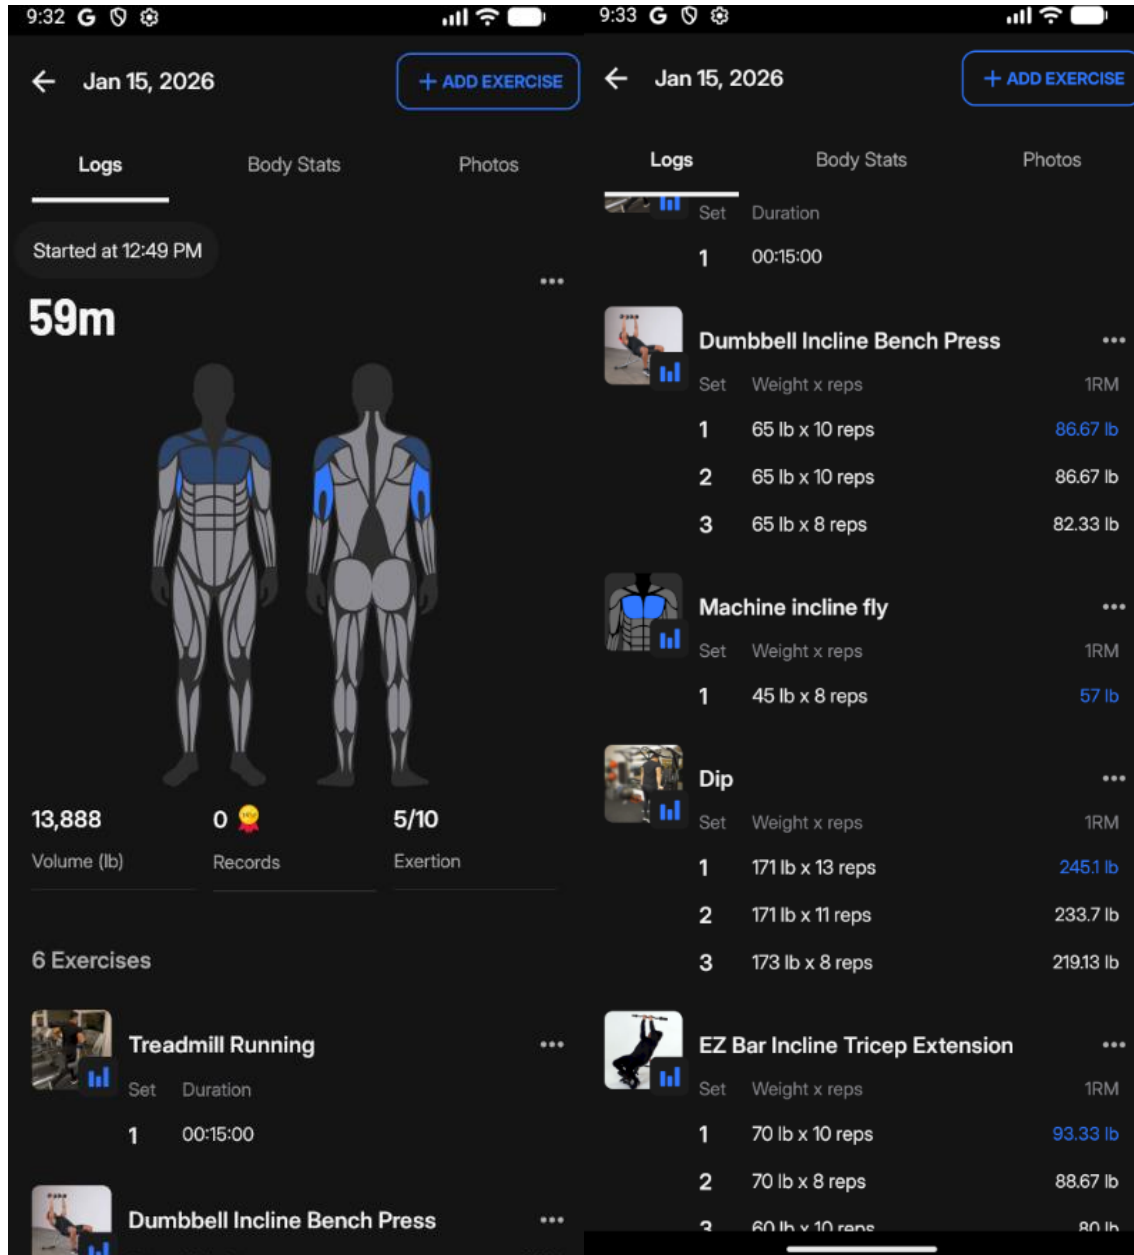 9:32
Jan 15, 2026
+ ADD EXERCISE
Logs Body Stats Photos
Started at 12:49 PM
59m
13,888 0 5/10
Volume (lb) Records Exertion
6 Exercises
Treadmill Running
Set Duration
1 00:15:00
Dumbbell Incline Bench Press
9:33
Jan 15, 2026
+ ADD EXERCISE
Logs Body Stats Photos
Set Duration
1 00:15:00
Dumbbell Incline Bench Press
Set Weight x reps 1RM
1 65 lb x 10 reps 86.67 lb
2 65 lb x 10 reps 86.67 lb
3 65 lb x 8 reps 82.33 lb
Machine incline fly
Set Weight x reps 1RM
1 45 lb x 8 reps 57 lb
Dip
Set Weight x reps 1RM
1 171 lb x 13 reps 245.1 lb
2 171 lb x 11 reps 233.7 lb
3 173 lb x 8 reps 219.13 lb
EZ Bar Incline Tricep Extension
Set Weight x reps 1RM
1 70 lb x 10 reps 93.33 lb
2 70 lb x 8 reps 88.67 lb
3 60 lb x 10 reps 80 lb